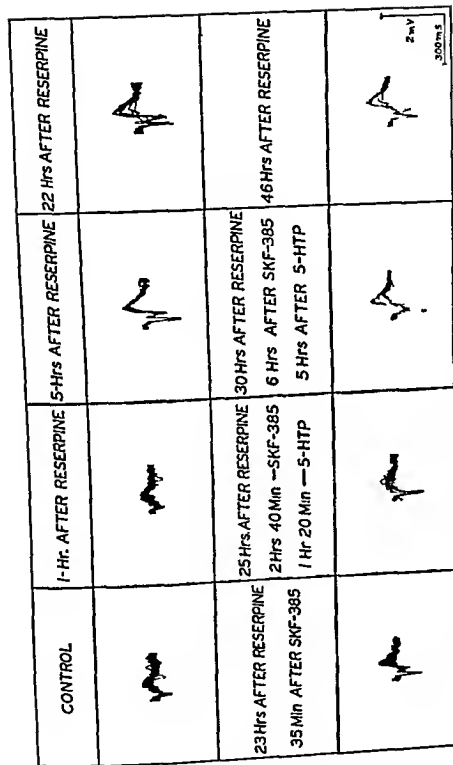 CONTROL
1-Hr. AFTER RESERPINE
5-Hrs AFTER RESERPINE
22 Hrs AFTER RESERPINE
23 Hrs AFTER RESERPINE
35 Min AFTER SKF-385
25 Hrs. AFTER RESERPINE
2 Hrs 40 Min —SKF-385
1 Hr 20 Min —5-HTP
30 Hrs AFTER RESERPINE
6 Hrs AFTER SKF-385
5 Hrs AFTER 5-HTP
46 Hrs AFTER RESERPINE
2 mV
300 ms